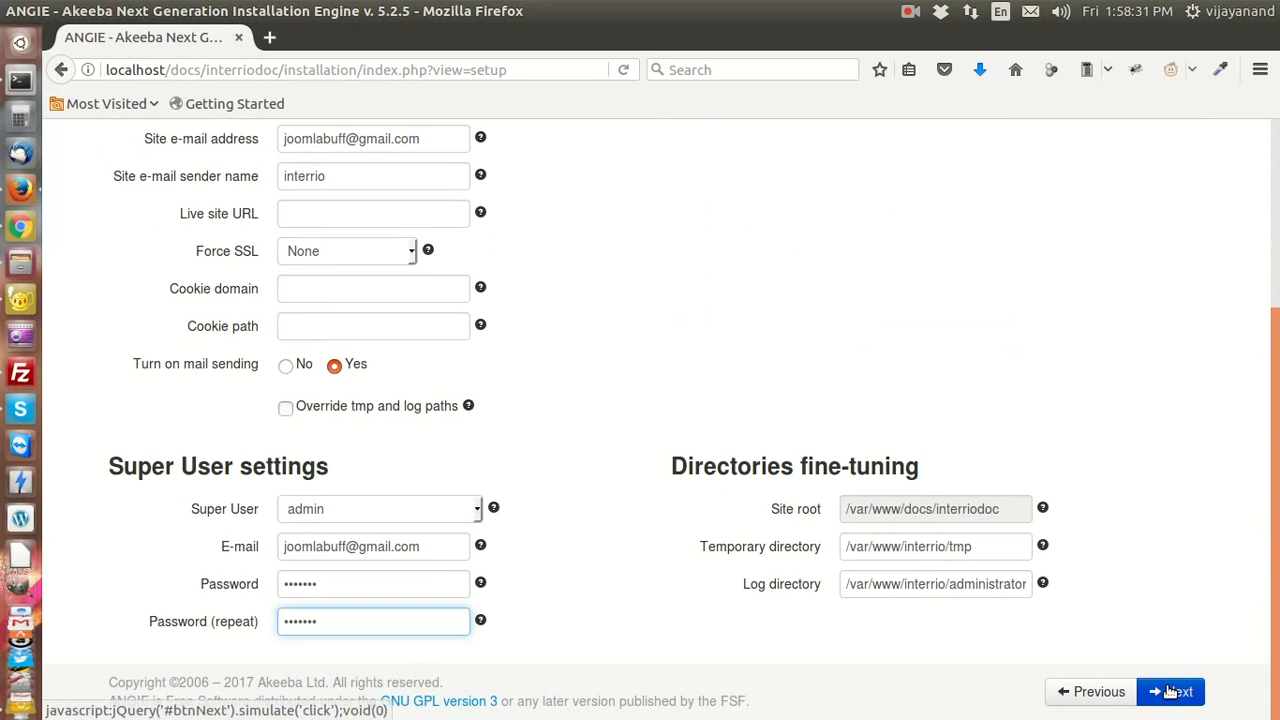 ANGIE - Akeeba Next Generation Installation Engine v. 5.2.5 - Mozilla Firefox
En
Fri 1:58:31 PM
vijayanand
ANGIE - Akeeba Next G...
localhost/docs/interriodoc/installation/index.php?view=setup
Search
Most Visited
Getting Started
Site e-mail address
joomlabuff@gmail.com
Site e-mail sender name
interrio
Live site URL
Force SSL
None
Cookie domain
Cookie path
Turn on mail sending
No
Yes
Override tmp and log paths
Super User settings
Super User
admin
E-mail
joomlabuff@gmail.com
Password
•••••••
Password (repeat)
•••••••
Directories fine-tuning
Site root
/var/www/docs/interriodoc
Temporary directory
/var/www/interrio/tmp
Log directory
/var/www/interrio/administrator
Copyright ©2006 – 2017 Akeeba Ltd. All rights reserved.
ANGIE is Free Software distributed under the GNU GPL version 3 or any later version published by the FSF.
Previous
Next
javascript:jQuery('#btnNext').simulate('click');void(0)